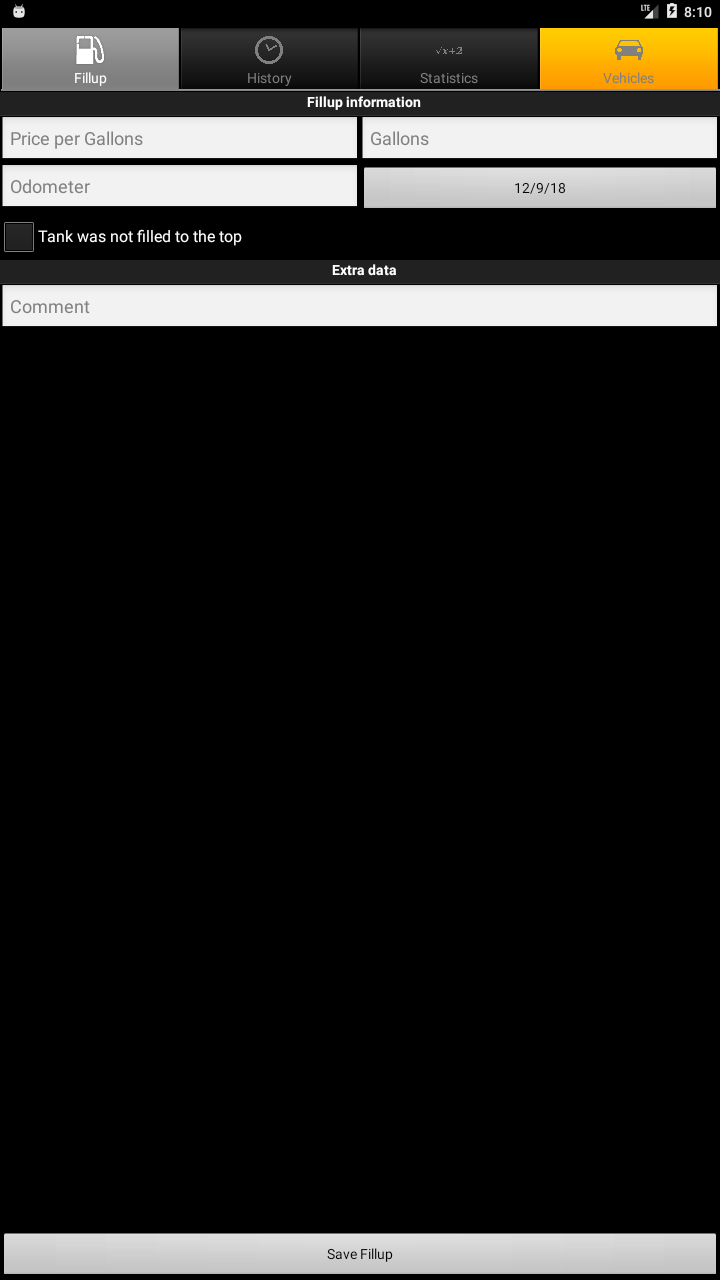 LTE 8:10
Fillup History √x+2 Statistics Vehicles
Fillup information
Price per Gallons Gallons
Odometer 12/9/18
Tank was not filled to the top
Extra data
Comment
Save Fillup